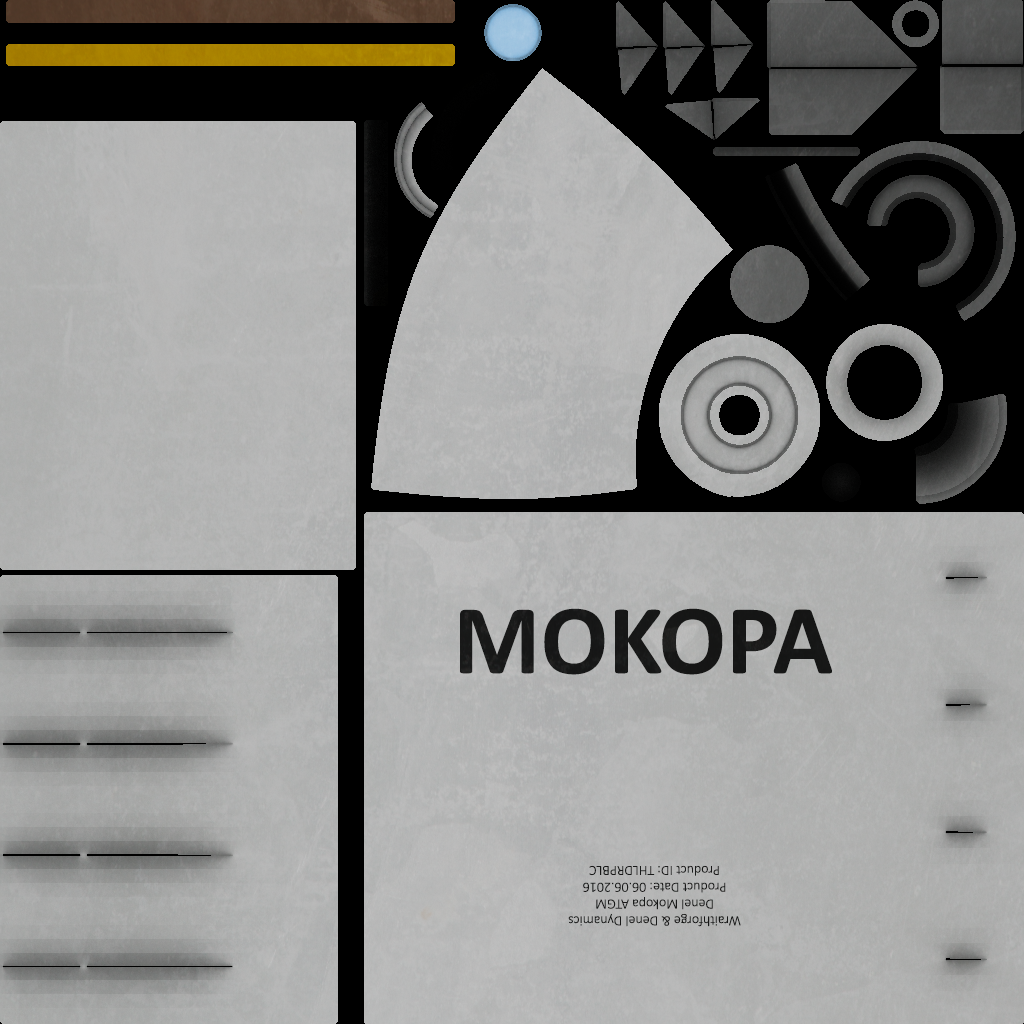 MOKOPA
Wraithforge & Denel Dynamics
Denel Mokopa ATGM
Product Date: 06.06.2016
Product ID: THLDRPBLC